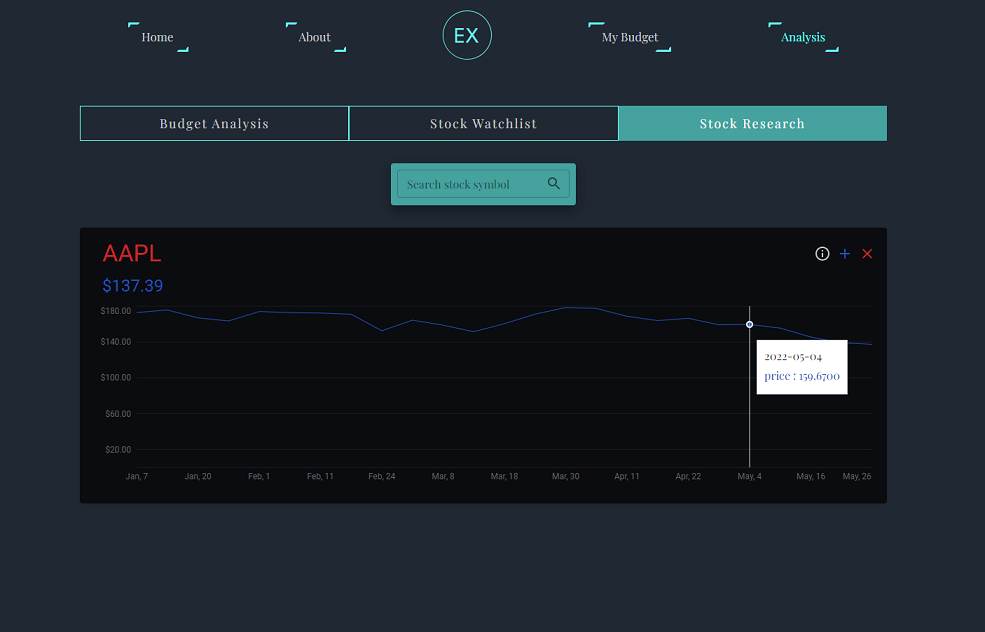 Home About EX My Budget Analysis
Budget Analysis Stock Watchlist Stock Research
Search stock symbol
AAPL
$137.39
$180.00
$140.00
2022-05-04
price : 159.6700
$100.00
$60.00
$20.00
Jan, 7 Jan, 20 Feb, 1 Feb, 11 Feb, 24 Mar, 8 Mar, 18 Mar, 30 Apr, 11 Apr, 22 May, 4 May, 16 May, 26